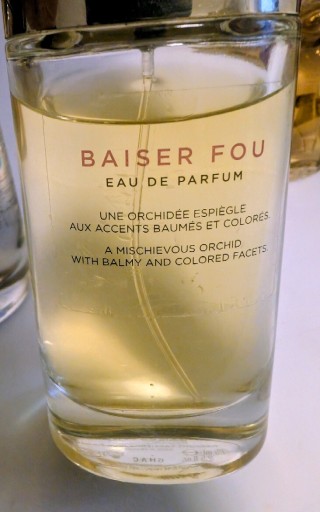 BAISER FOU
EAU DE PARFUM
UNE ORCHIDÉE ESPIÈGLE
AUX ACCENTS BAUMÉS ET COLORÉS.
A MISCHIEVOUS ORCHID
WITH BALMY AND COLORED FACETS.